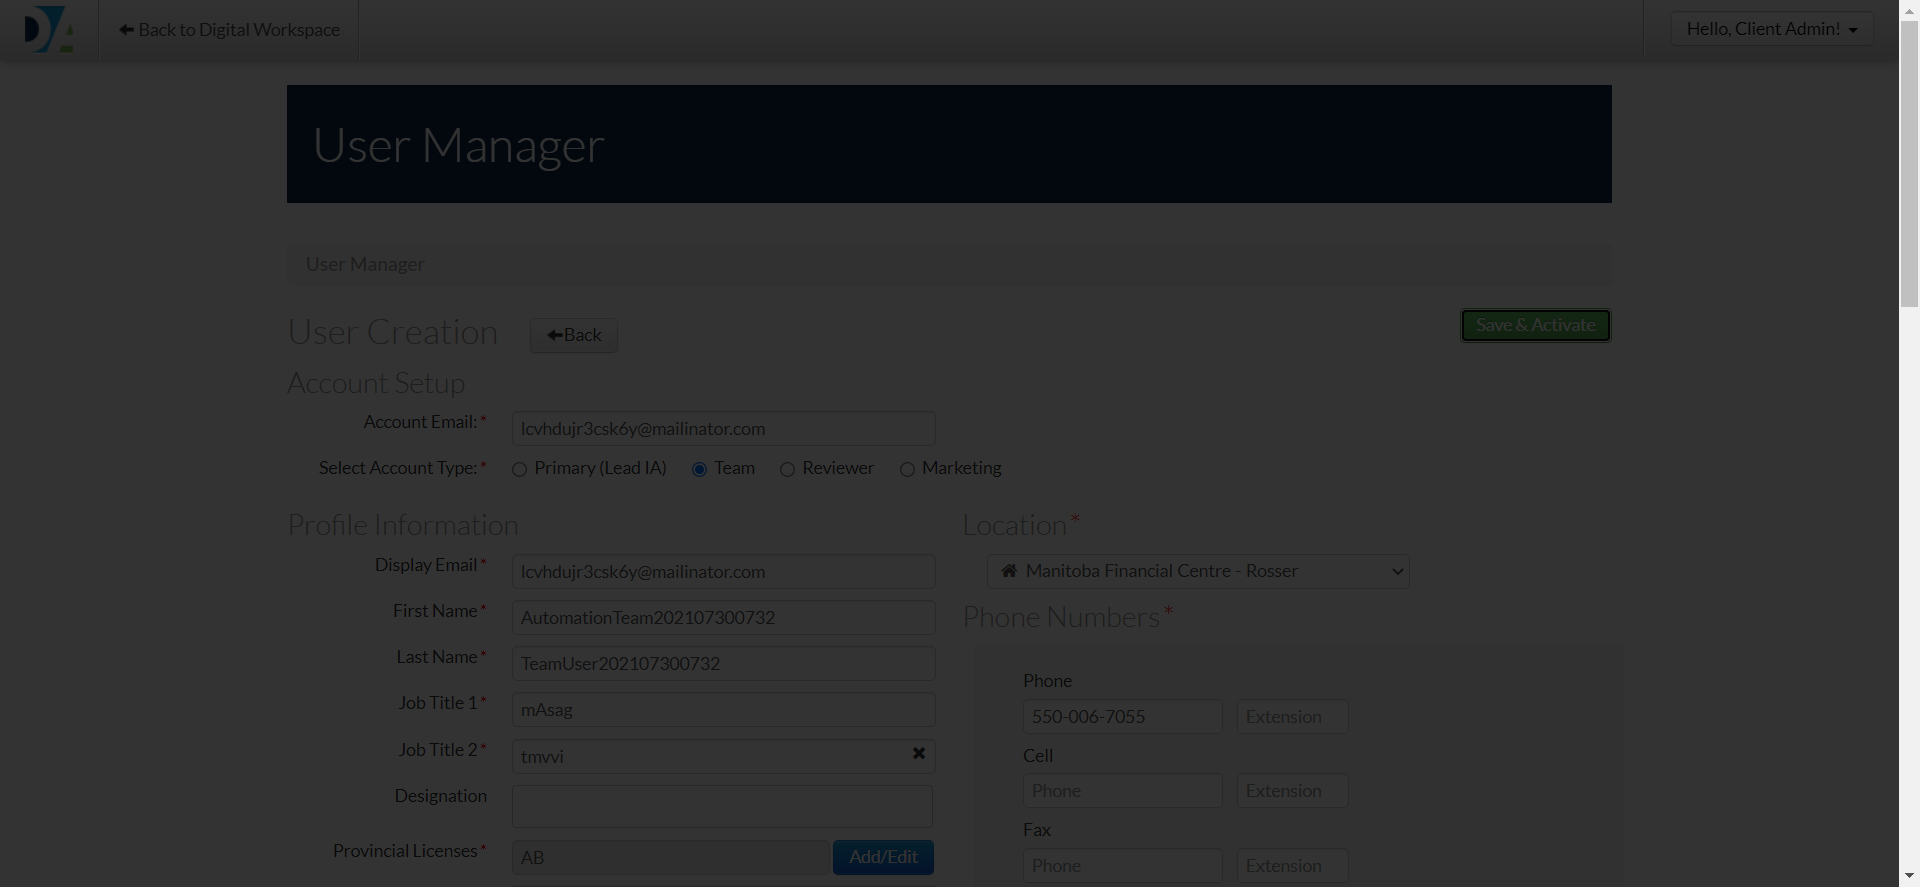 DA
Back to Digital Workspace
Hello, Client Admin!
User Manager
User Manager
User Creation
Back
Save & Activate
Account Setup
Account Email:*
lcvhdujr3csk6y@mailinator.com
Select Account Type:*
Primary (Lead IA)
Team
Reviewer
Marketing
Profile Information
Location*
Display Email*
lcvhdujr3csk6y@mailinator.com
Manitoba Financial Centre - Rosser
First Name*
AutomationTeam202107300732
Phone Numbers*
Last Name*
TeamUser202107300732
Phone
Job Title 1*
mAsag
550-006-7055
Extension
Job Title 2*
tmvvi
Cell
Phone
Extension
Designation
Fax
Provincial Licenses*
AB
Add/Edit
Phone
Extension